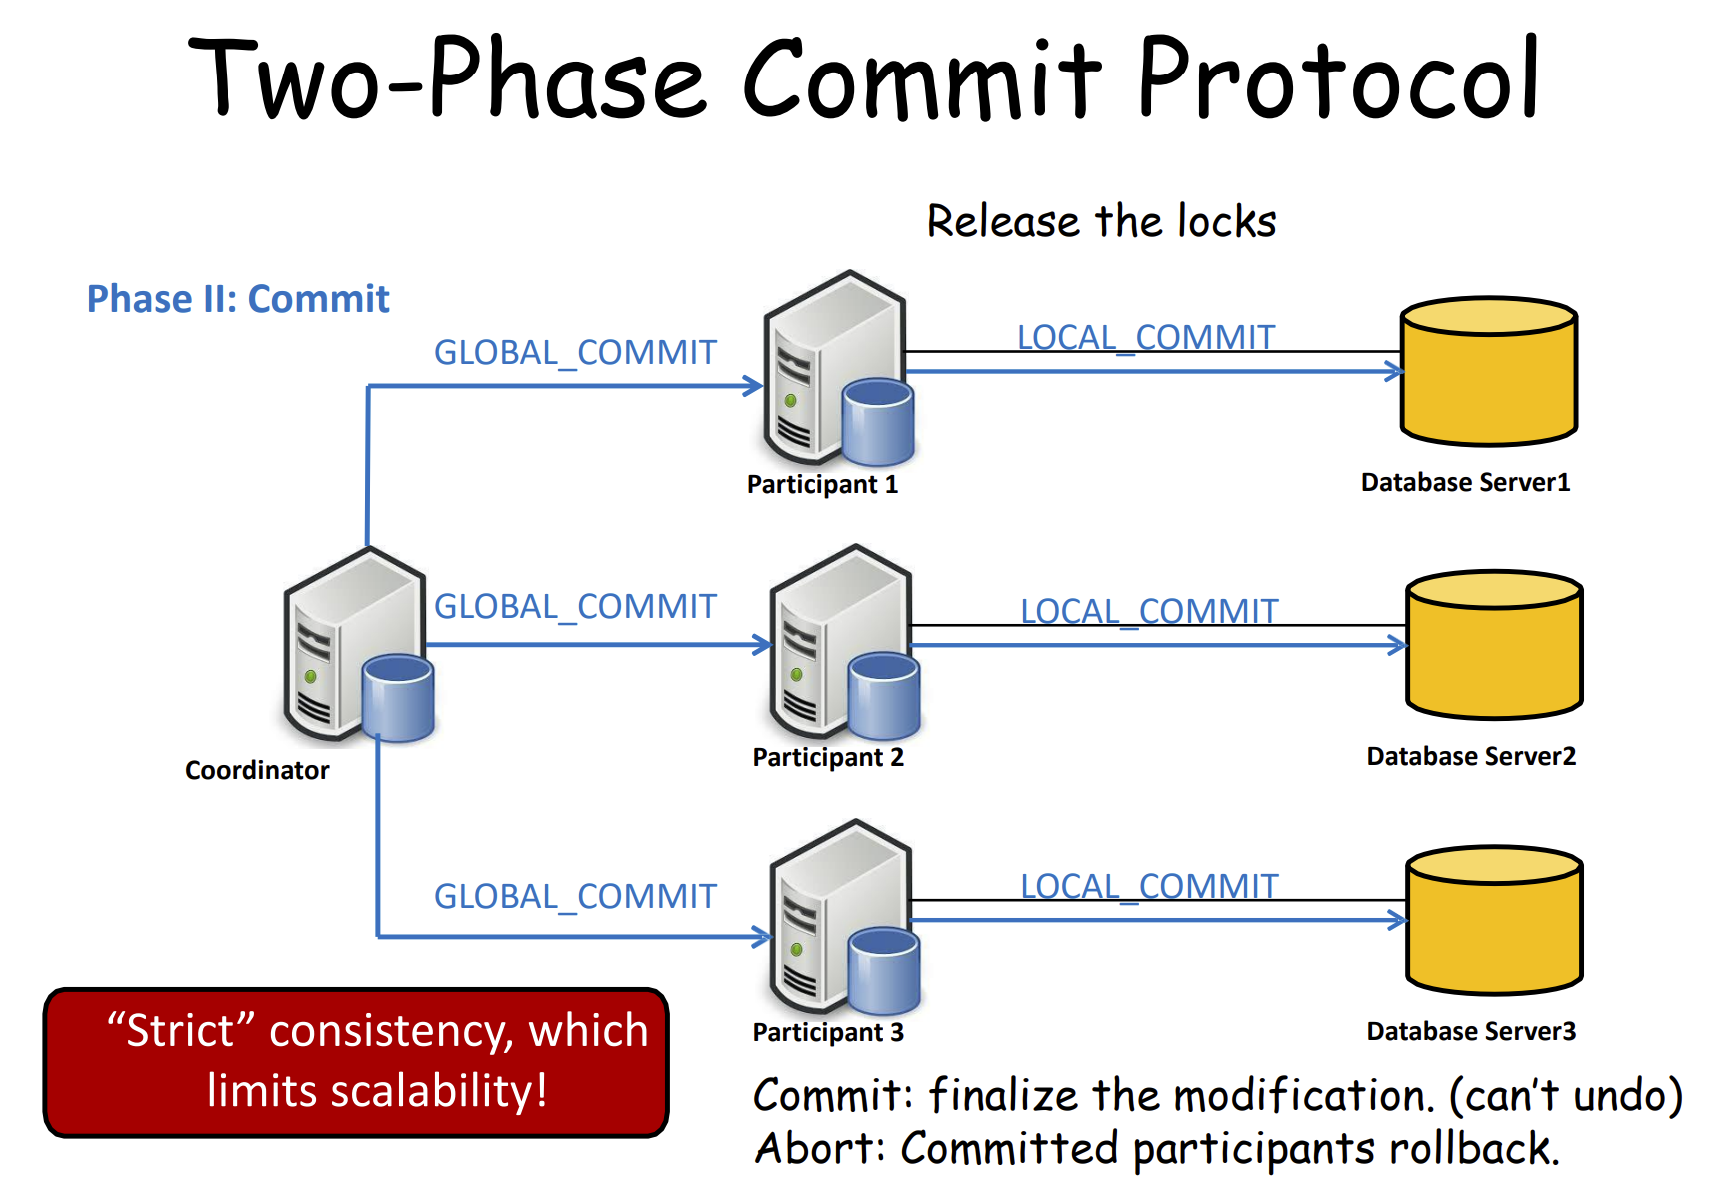 Two-Phase Commit Protocol
Release the locks
Phase II: Commit
GLOBAL_COMMIT
LOCAL_COMMIT
Participant 1
Database Server1
GLOBAL_COMMIT
LOCAL_COMMIT
Coordinator
Participant 2
Database Server2
GLOBAL_COMMIT
LOCAL_COMMIT
Participant 3
Database Server3
“Strict” consistency, which
limits scalability!
Commit: finalize the modification. (can’t undo)
Abort: Committed participants rollback.